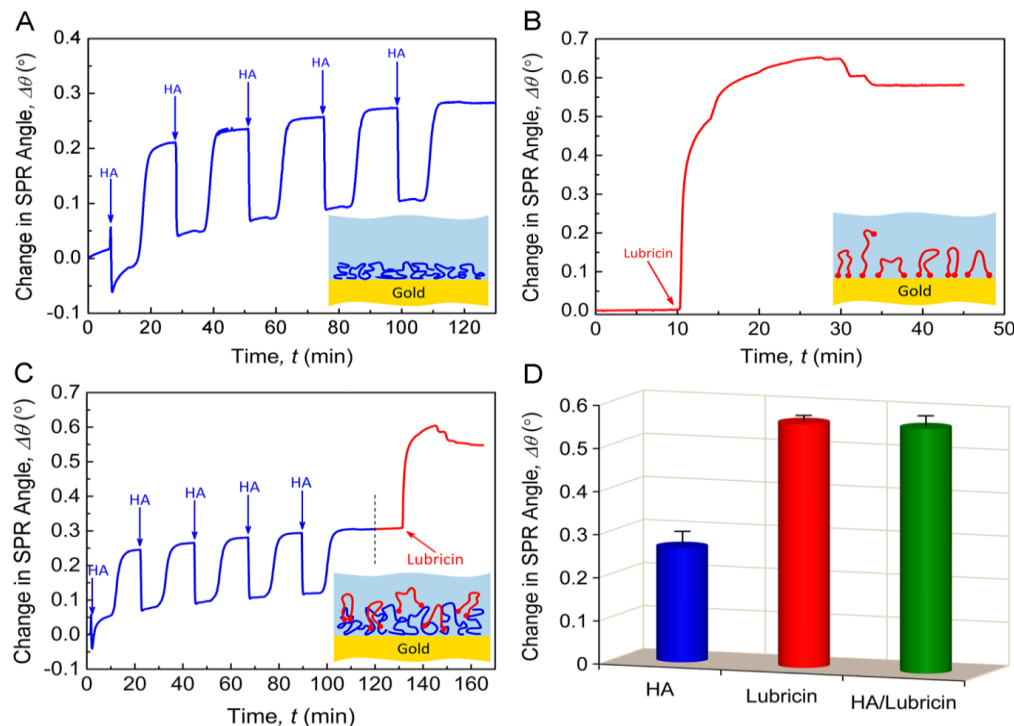 A
Change in SPR Angle, Δθ (°)
0.4
0.3
0.2
0.1
0.0
-0.1
HA
HA
HA
HA
HA
Gold
0 20 40 60 80 100 120
Time, t (min)
B
Change in SPR Angle, Δθ (°)
0.7
0.6
0.5
0.4
0.3
0.2
0.1
0.0
Lubricin
Gold
0 10 20 30 40 50
Time, t (min)
C
Change in SPR Angle, Δθ (°)
0.7
0.6
0.5
0.4
0.3
0.2
0.1
0.0
-0.1
HA
HA
HA
HA
HA
Lubricin
Gold
0 20 40 60 80 100 120 140 160
Time, t (min)
D
Change in SPR Angle, Δθ (°)
0.6
0.5
0.4
0.3
0.2
0.1
0
HA
Lubricin
HA/Lubricin